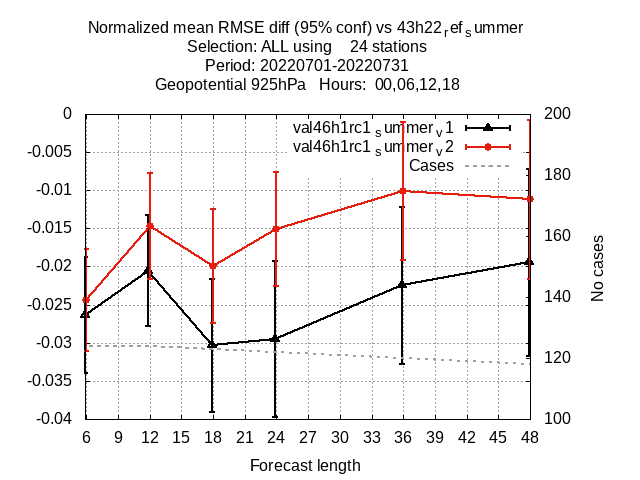 Normalized mean RMSE diff (95% conf) vs 43h22refsummer
Selection: ALL using 24 stations
Period: 20220701-20220731
Geopotential 925hPa Hours: 00,06,12,18
val46h1rc1summerv1
val46h1rc1summerv2
Cases
0
-0.005
-0.01
-0.015
-0.02
-0.025
-0.03
-0.035
-0.04
200
180
160
140
120
100
No cases
6 9 12 15 18 21 24 27 30 33 36 39 42 45 48
Forecast length